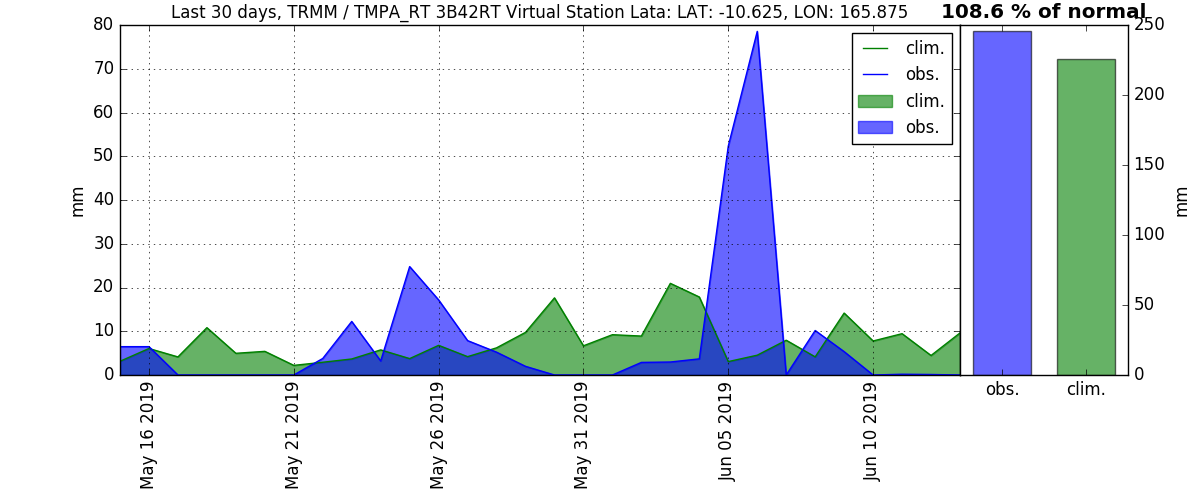 Last 30 days, TRMM / TMPA_RT 3B42RT Virtual Station Lata: LAT: -10.625, LON: 165.875
108.6 % of normal
80
70
60
50
40
30
20
10
0
mm
clim.
obs.
clim.
obs.
250
200
150
100
50
0
mm
May 16 2019
May 21 2019
May 26 2019
May 31 2019
Jun 05 2019
Jun 10 2019
obs.
clim.